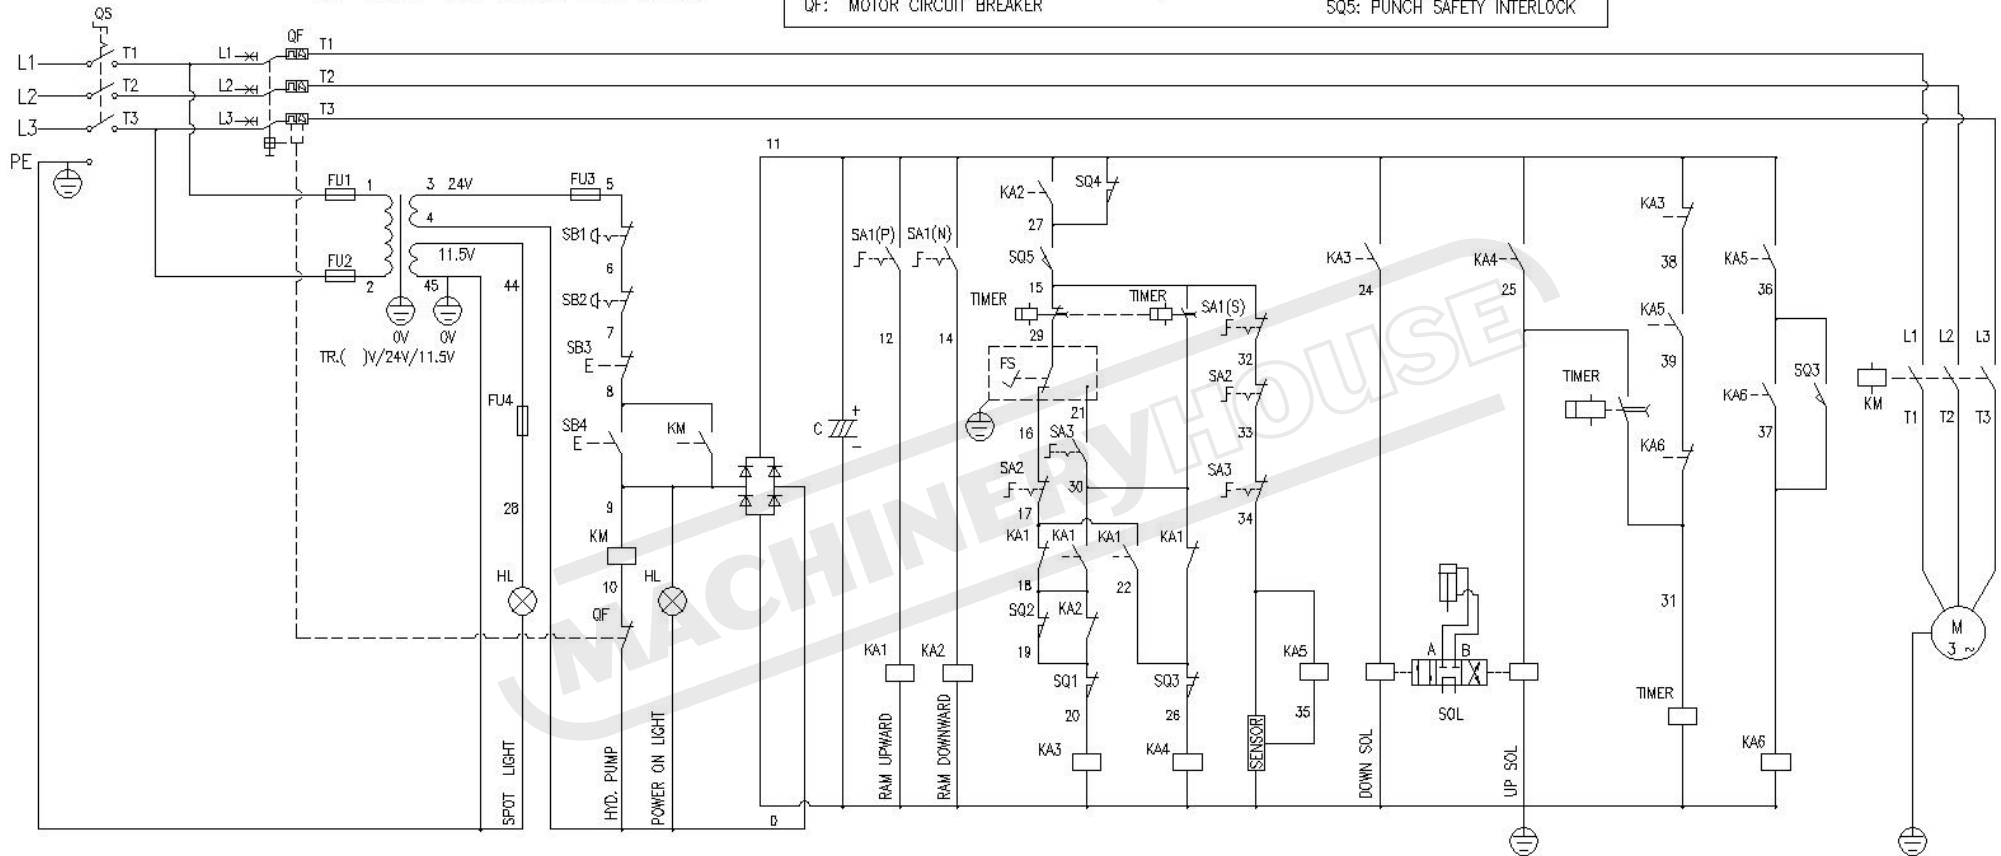 QF: MOTOR CIRCUIT BREAKER
SQ5: PUNCH SAFETY INTERLOCK
QS
L1 T1 L1 QF T1
L2 T2 L2 T2
L3 T3 L3 T3
PE
11
FU1 1 3 24V FU3 5
4
FU2 2 11.5V 45 44
0V 0V
TR.( )V/24V/11.5V
SB1
6
SB2
7
SB3
8
SB4 KM
9
KM
10
QF
HL
FU4
28
HL
SPOT LIGHT
HYD. PUMP
POWER ON LIGHT
0
C + −
SA1(P) SA1(N)
12 14
KA1 KA2
RAM UPWARD
RAM DOWNWARD
KA2 SQ4
27
SQ5
15
TIMER TIMER SA1(S)
29 32
FS SA2
21
16 SA3 33
SA2 30 SA3
17 34
KA1 KA1 KA1 KA1
18 22
SQ2 KA2
19
SQ1 SQ3
20 26
KA3 KA4
KA5
35
SENSOR
KA3 KA4
24 25
A B
SOL
DOWN SOL
UP SOL
KA3
38
KA5
39
TIMER
KA6
31
TIMER
KA5
36
KA6 SQ3
37
KA6
L1 L2 L3
KM
T1 T2 T3
M
3 ~
MACHINERYHOUSE